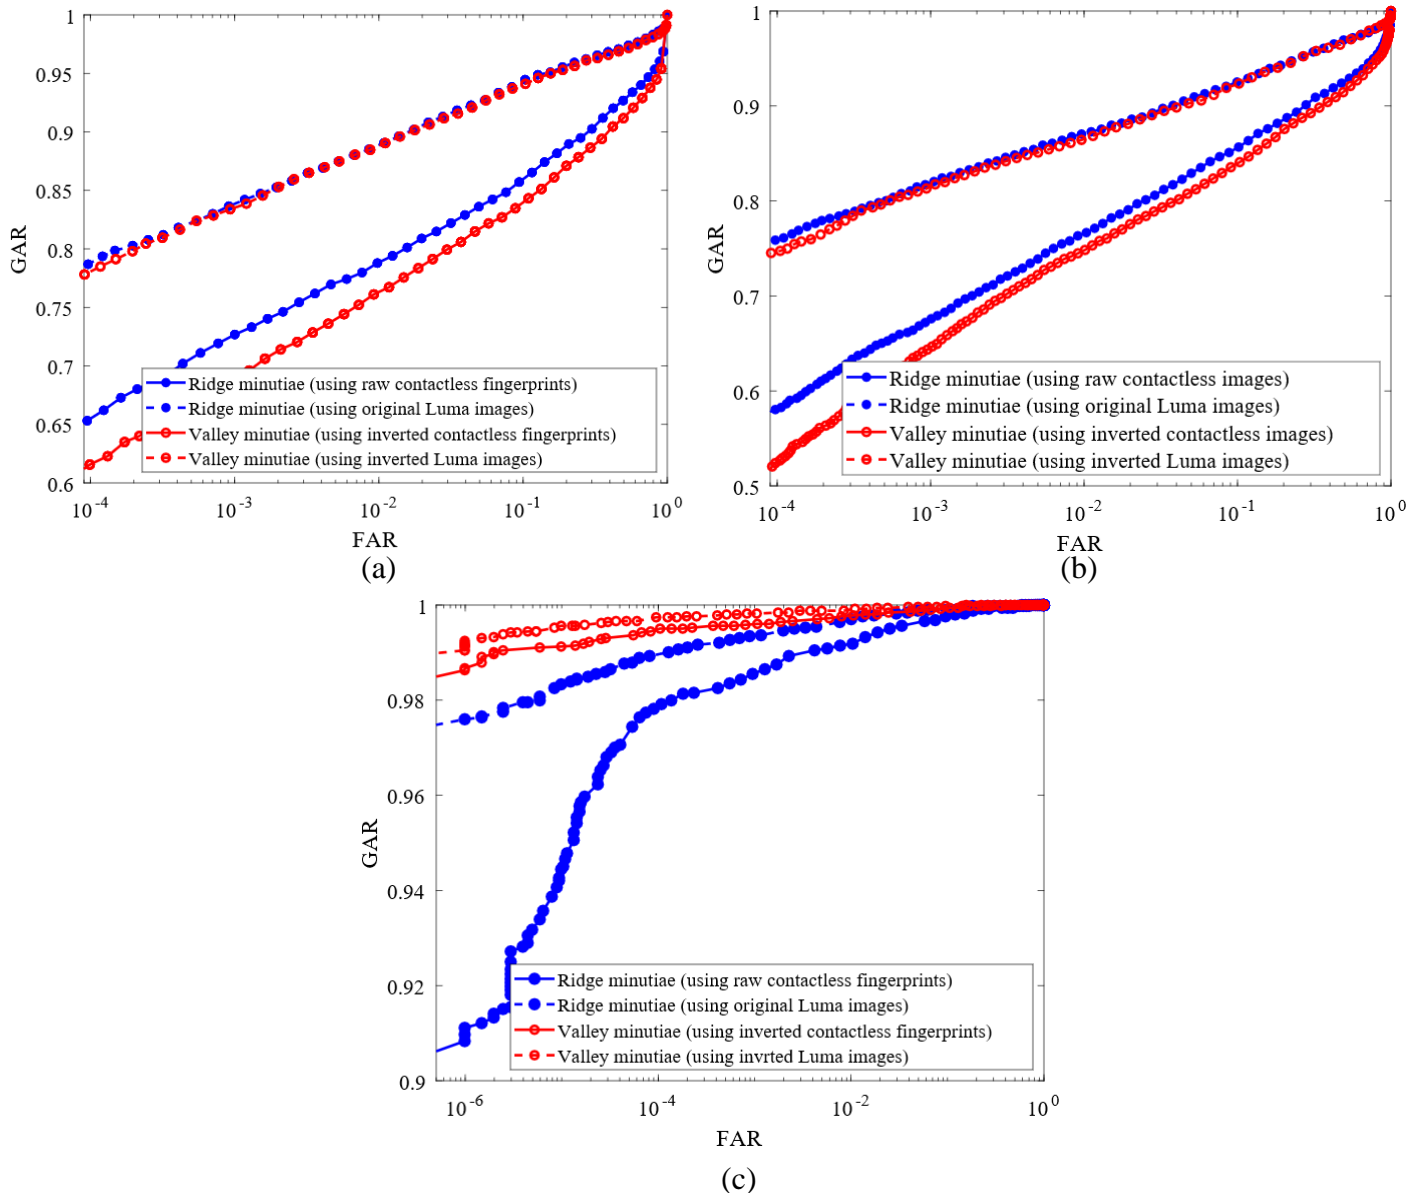 1
0.95
0.9
0.85
0.8
0.75
0.7
0.65
0.6
GAR
10^-4
10^-3
10^-2
10^-1
10^0
FAR
Ridge minutiae (using raw contactless fingerprints)
Ridge minutiae (using original Luma images)
Valley minutiae (using inverted contactless fingerprints)
Valley minutiae (using inverted Luma images)
(a)
1
0.9
0.8
0.7
0.6
0.5
GAR
10^-4
10^-3
10^-2
10^-1
10^0
FAR
Ridge minutiae (using raw contactless images)
Ridge minutiae (using original Luma images)
Valley minutiae (using inverted contactless images)
Valley minutiae (using inverted Luma images)
(b)
1
0.98
0.96
0.94
0.92
0.9
GAR
10^-6
10^-4
10^-2
10^0
FAR
Ridge minutiae (using raw contactless fingerprints)
Ridge minutiae (using original Luma images)
Valley minutiae (using inverted contactless fingerprints)
Valley minutiae (using invrted Luma images)
(c)